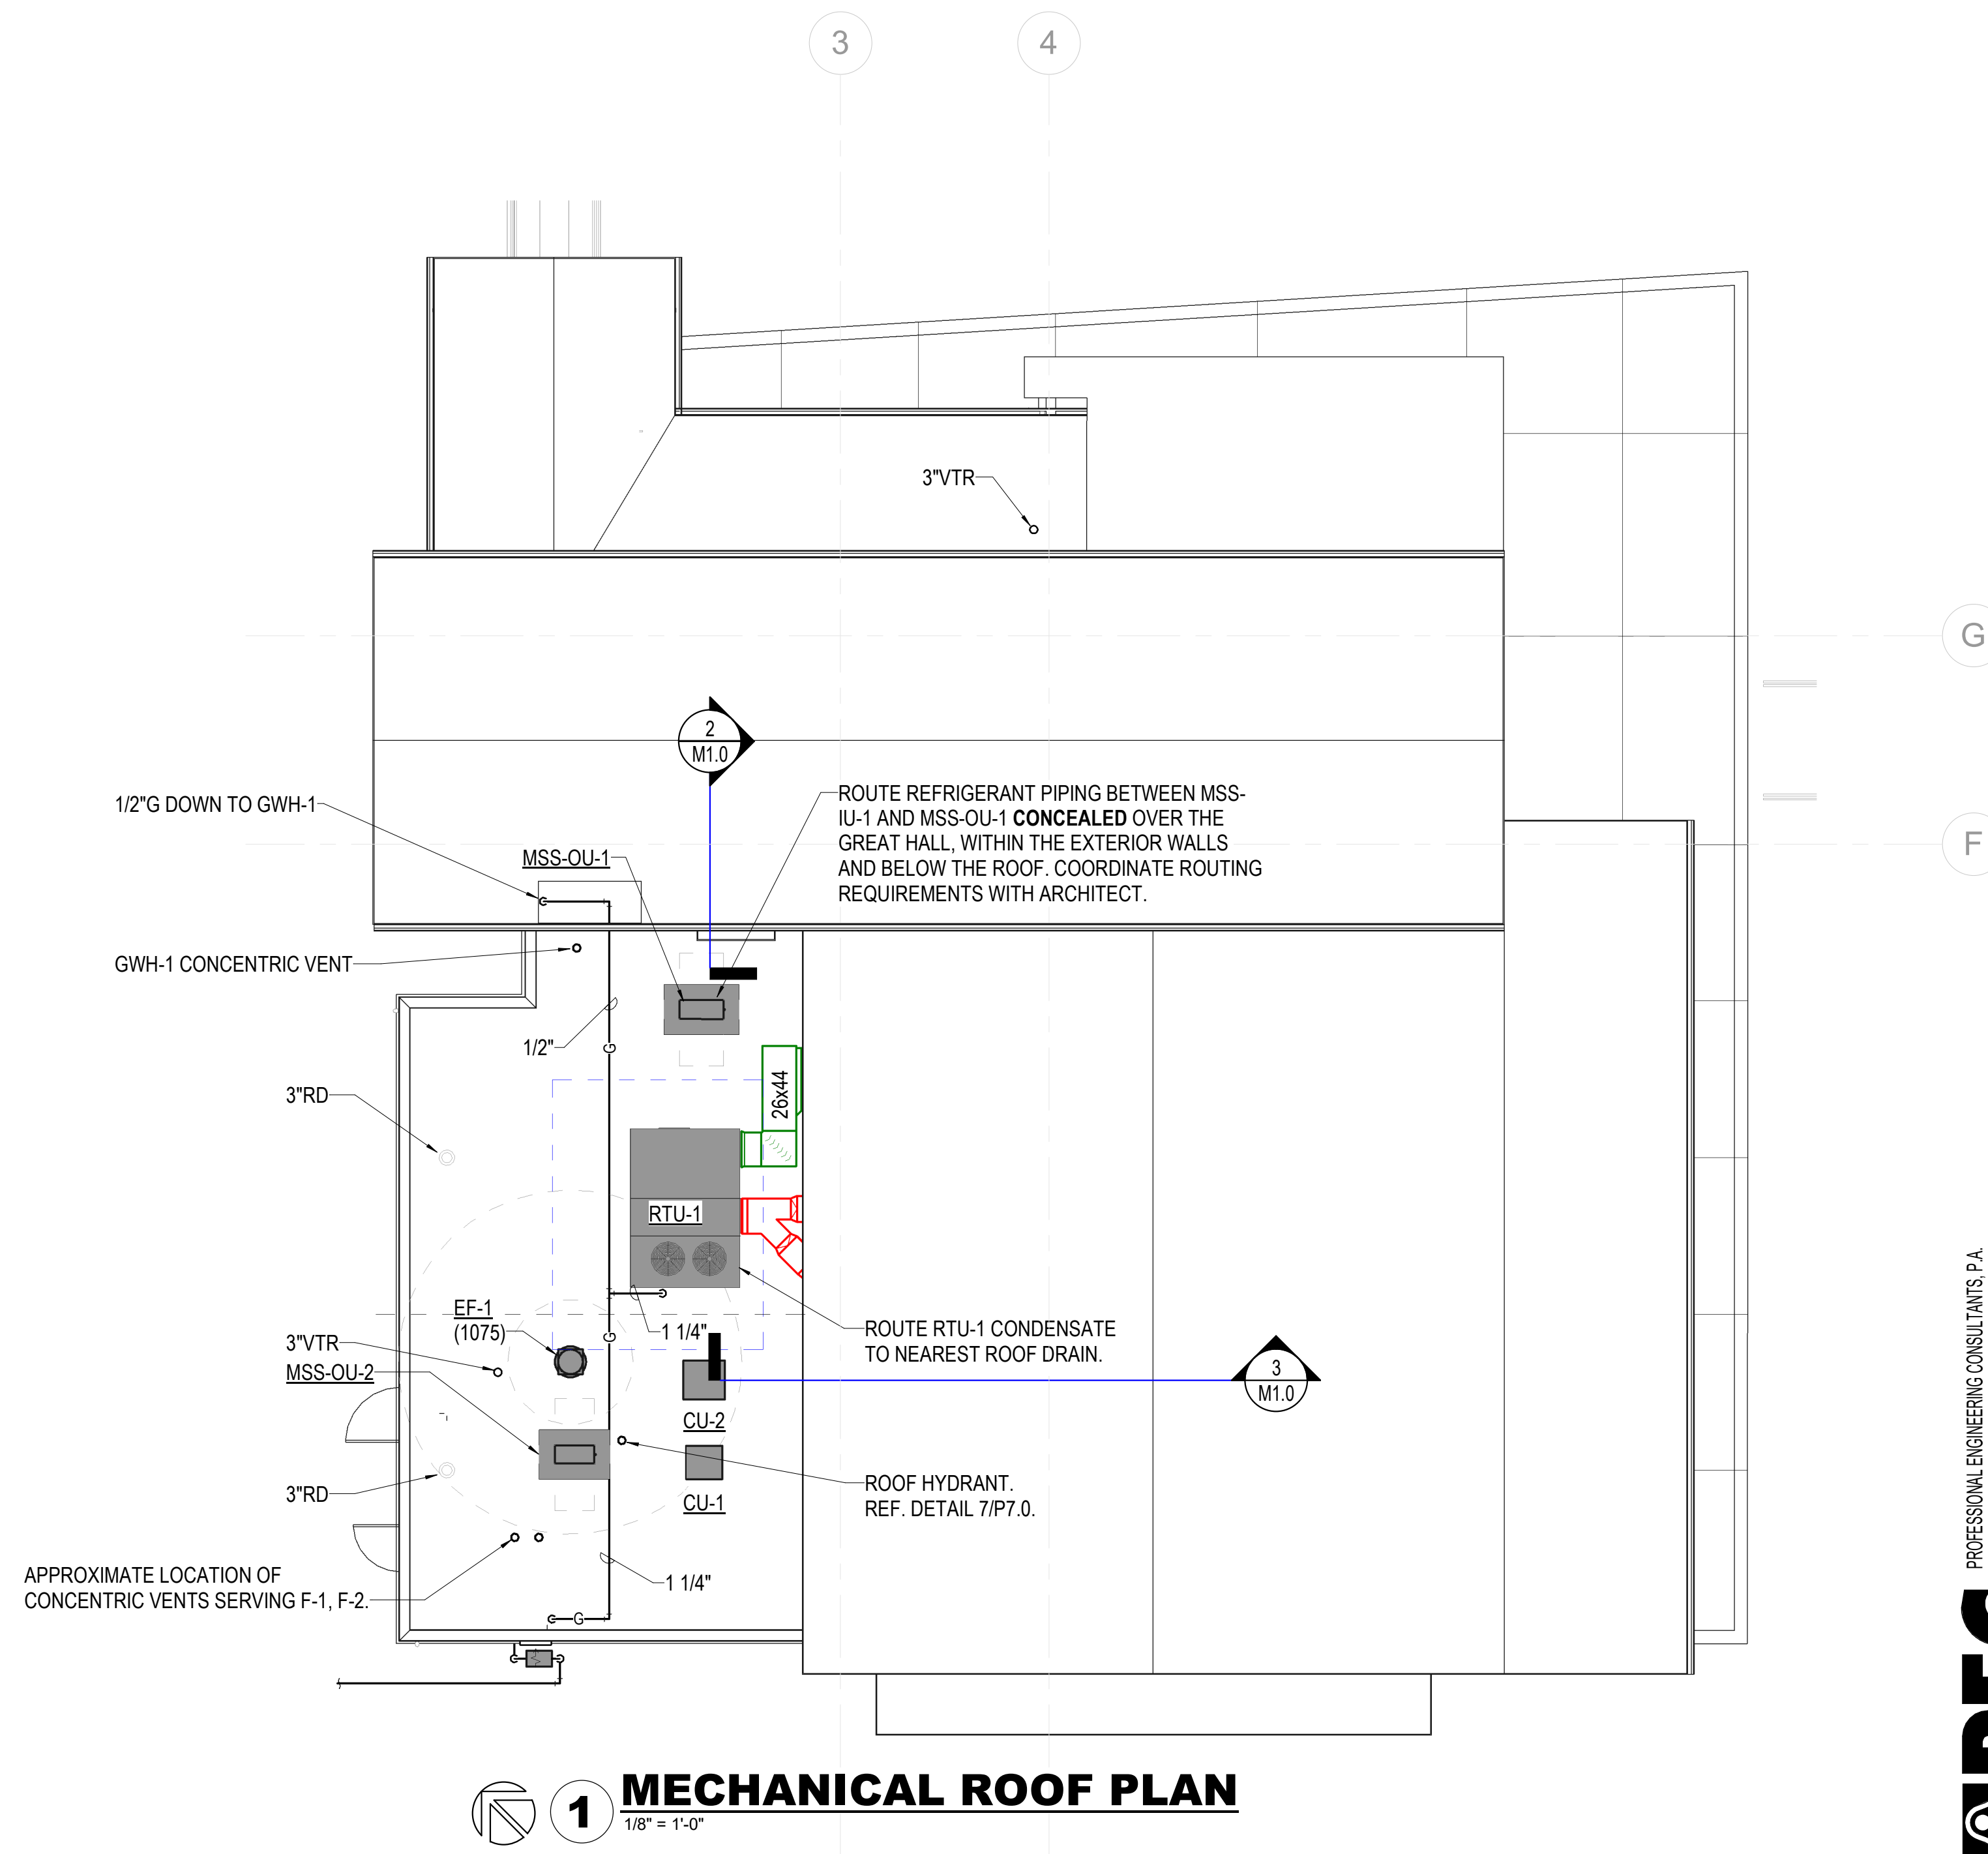 3
4
3"VTR
G
2
M1.0
ROUTE REFRIGERANT PIPING BETWEEN MSS-
IU-1 AND MSS-OU-1 CONCEALED OVER THE
GREAT HALL, WITHIN THE EXTERIOR WALLS
AND BELOW THE ROOF. COORDINATE ROUTING
REQUIREMENTS WITH ARCHITECT.
1/2"G DOWN TO GWH-1
F
MSS-OU-1
GWH-1 CONCENTRIC VENT
1/2"
G
26x44
3"RD
RTU-1
EF-1
(1075)
G
1 1/4"
ROUTE RTU-1 CONDENSATE
TO NEAREST ROOF DRAIN.
3"VTR
MSS-OU-2
3
M1.0
CU-2
3"RD
CU-1
ROOF HYDRANT.
REF. DETAIL 7/P7.0.
APPROXIMATE LOCATION OF
CONCENTRIC VENTS SERVING F-1, F-2.
1 1/4"
G
PROFESSIONAL ENGINEERING CONSULTANTS, P.A.
1
MECHANICAL ROOF PLAN
1/8" = 1'-0"